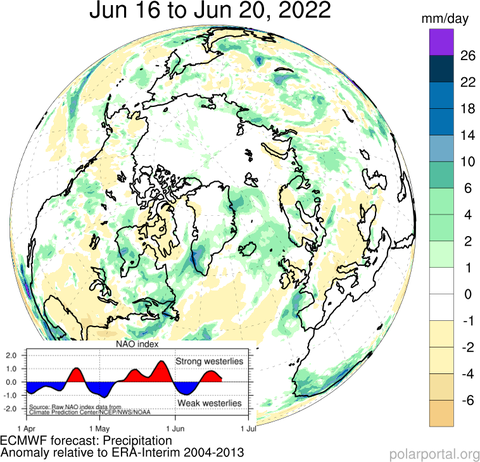 Jun 16 to Jun 20, 2022
mm/day
26
22
18
14
10
6
4
2
1
0
-1
-2
-4
-6
NAO index
2.0
1.0
0.0
-1.0
-2.0
Strong westerlies
Weak westerlies
Source: Raw NAO index data from
Climate Prediction Center/NCEP/NWS/NOAA
1 Apr 1 May 1 Jun 1 Jul
ECMWF forecast: Precipitation
Anomaly relative to ERA-Interim 2004-2013
polarportal.org